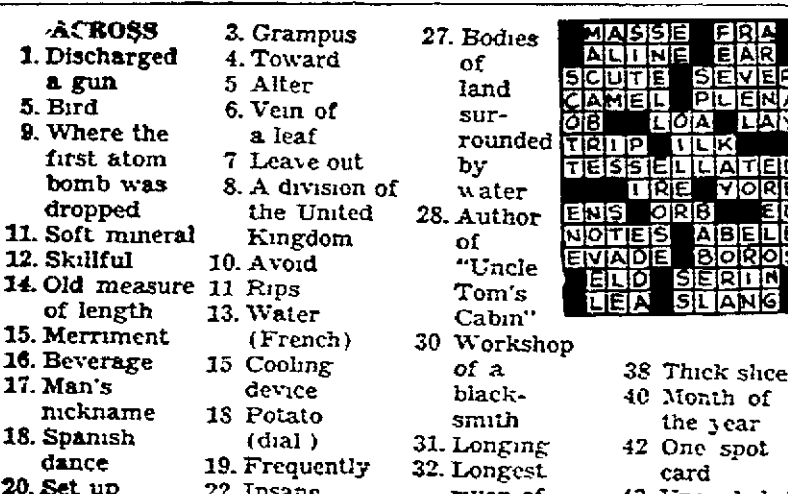 ACROSS
1. Discharged
a gun
5. Bird
9. Where the
first atom
bomb was
dropped
11. Soft mineral
12. Skillful
14. Old measure
of length
15. Merriment
16. Beverage
17. Man's
nickname
18. Spanish
dance
20. Set up
3. Grampus
4. Toward
5 Alter
6. Vein of
a leaf
7 Leave out
8. A division of
the United
Kingdom
10. Avoid
11 Rips
13. Water
(French)
15 Cooling
device
18 Potato
(dial)
19. Frequently
22 Insane
27. Bodies
of
land
sur-
rounded
by
water
28. Author
of
"Uncle
Tom's
Cabin"
30 Workshop
of a
black-
smith
31. Longing
32. Longest
MASSE FRA
ALINE EAR
SCUTE SEVER
CAMEL PLENA
OB LOA LAY
TRIP ILK
TESSELLATED
IRE YORE
ENS ORB
NOTES ABELE
EVADE BOROS
ELD SERIN
LEA SLANG
38 Thick slice
40 Month of
the year
42 One spot
card